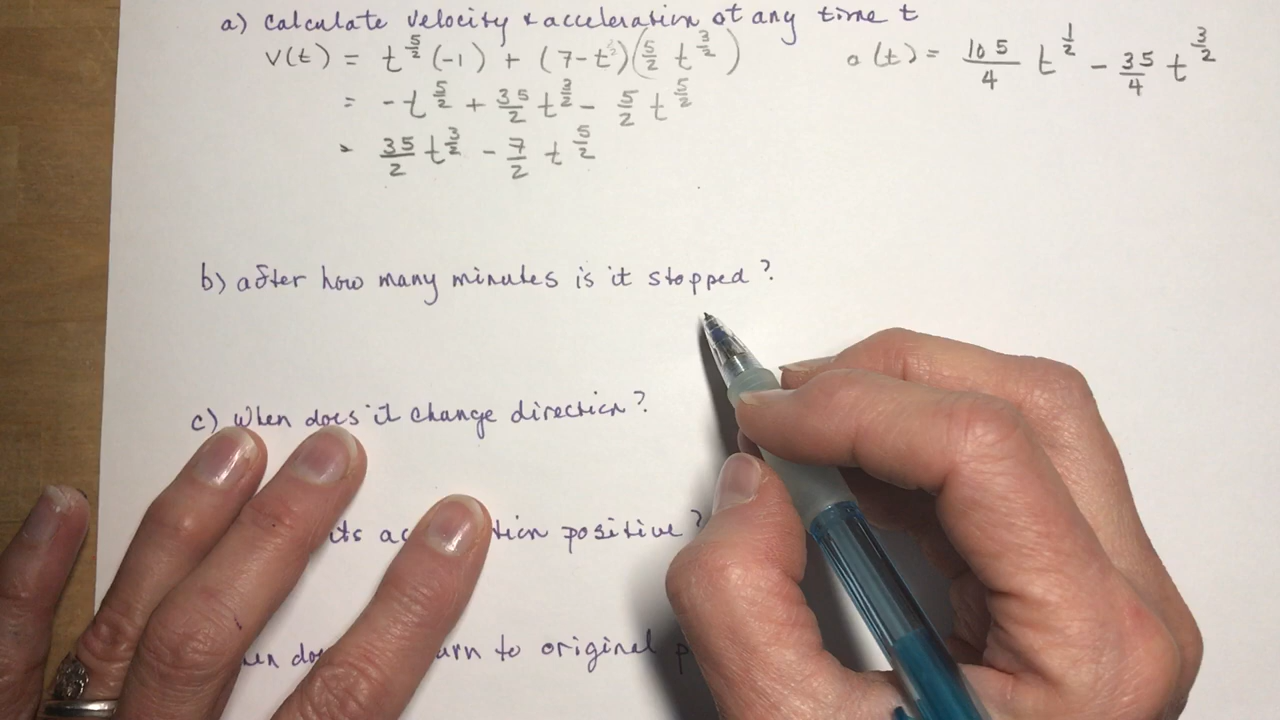 a) Calculate velocity & acceleration at any time t
v(t) = t^{5/2}(-1) + (7-t)(5/2 t^{3/2})
a(t) = 105/4 t^{1/2} - 35/4 t^{3/2}
= -t^{5/2} + 35/2 t^{3/2} - 5/2 t^{5/2}
= 35/2 t^{3/2} - 7/2 t^{5/2}
b) after how many minutes is it stopped?
c) When does it change direction?
its positive?
to original